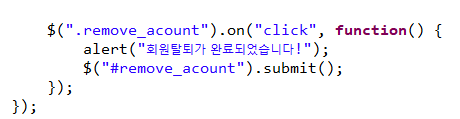 $(".remove_acount").on("click", function() {
alert("회원탈퇴가 완료되었습니다!");
$("#remove_acount").submit();
});
});